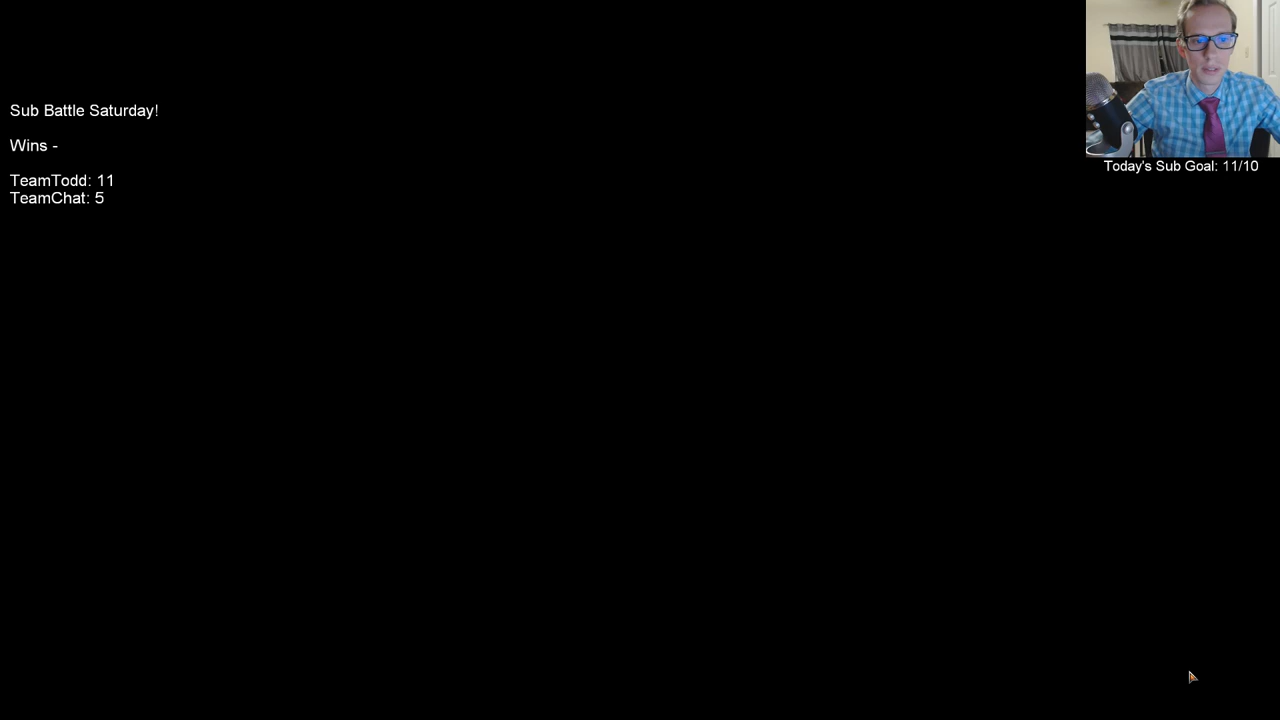 Sub Battle Saturday!
Wins -
TeamTodd: 11
TeamChat: 5
Today's Sub Goal: 11/10